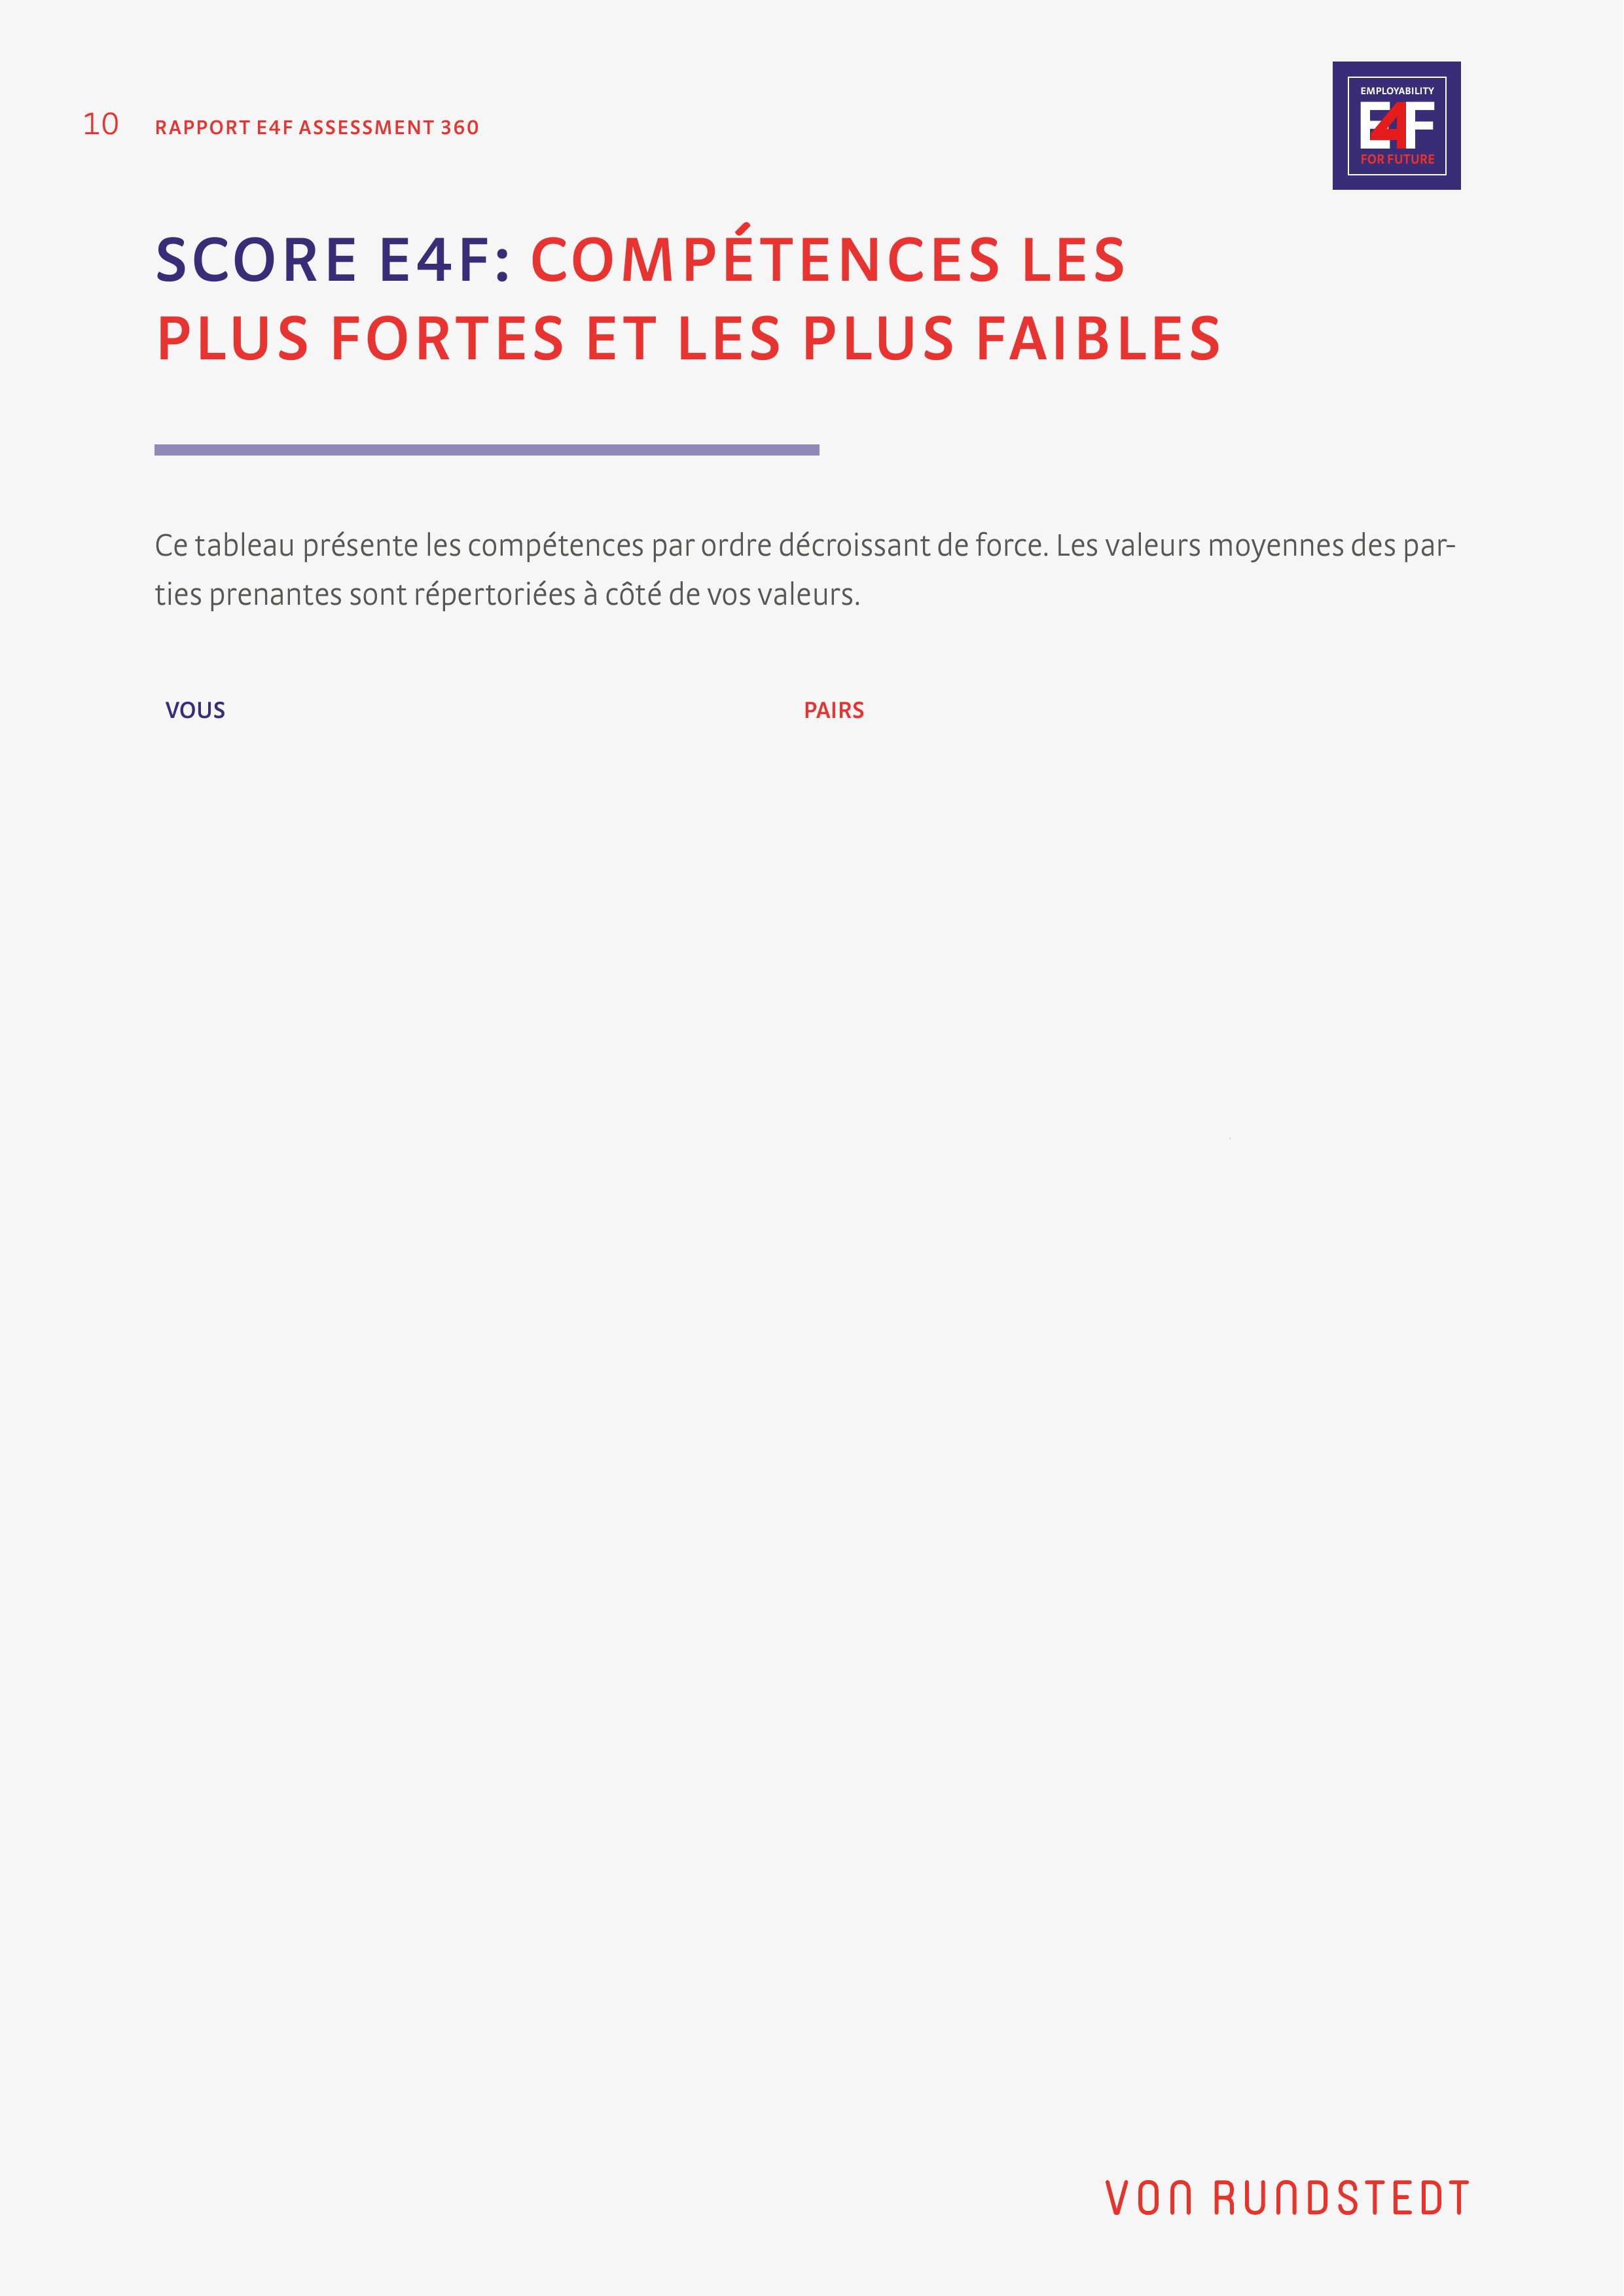 10 RAPPORT E4F ASSESSMENT 360
EMPLOYABILITY
E4F
FOR FUTURE
SCORE E4F: COMPÉTENCES LES
PLUS FORTES ET LES PLUS FAIBLES
Ce tableau présente les compétences par ordre décroissant de force. Les valeurs moyennes des par-
ties prenantes sont répertoriées à côté de vos valeurs.
VOUS PAIRS
VON RUNDSTEDT